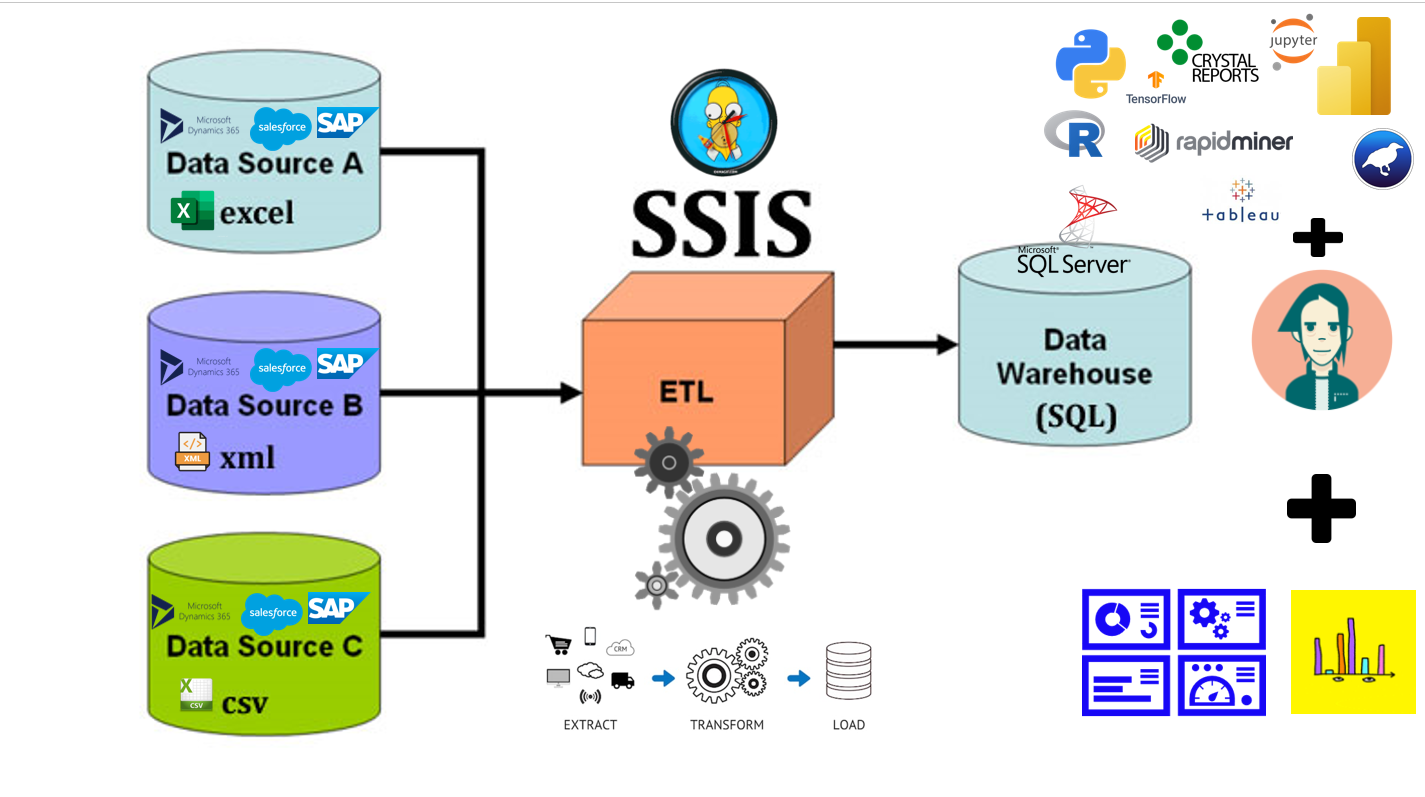 Microsoft
Dynamics 365
salesforce
SAP
Data Source A
X
excel
Microsoft
Dynamics 365
salesforce
SAP
Data Source B
</>
XML
xml
Microsoft
Dynamics 365
salesforce
SAP
Data Source C
X
CSV
csv
SSIS
ETL
CRM
EXTRACT
TRANSFORM
LOAD
Microsoft®
SQL Server®
Data
Warehouse
(SQL)
CRYSTAL
REPORTS
TensorFlow
jupyter
R
rapidminer
+ableau